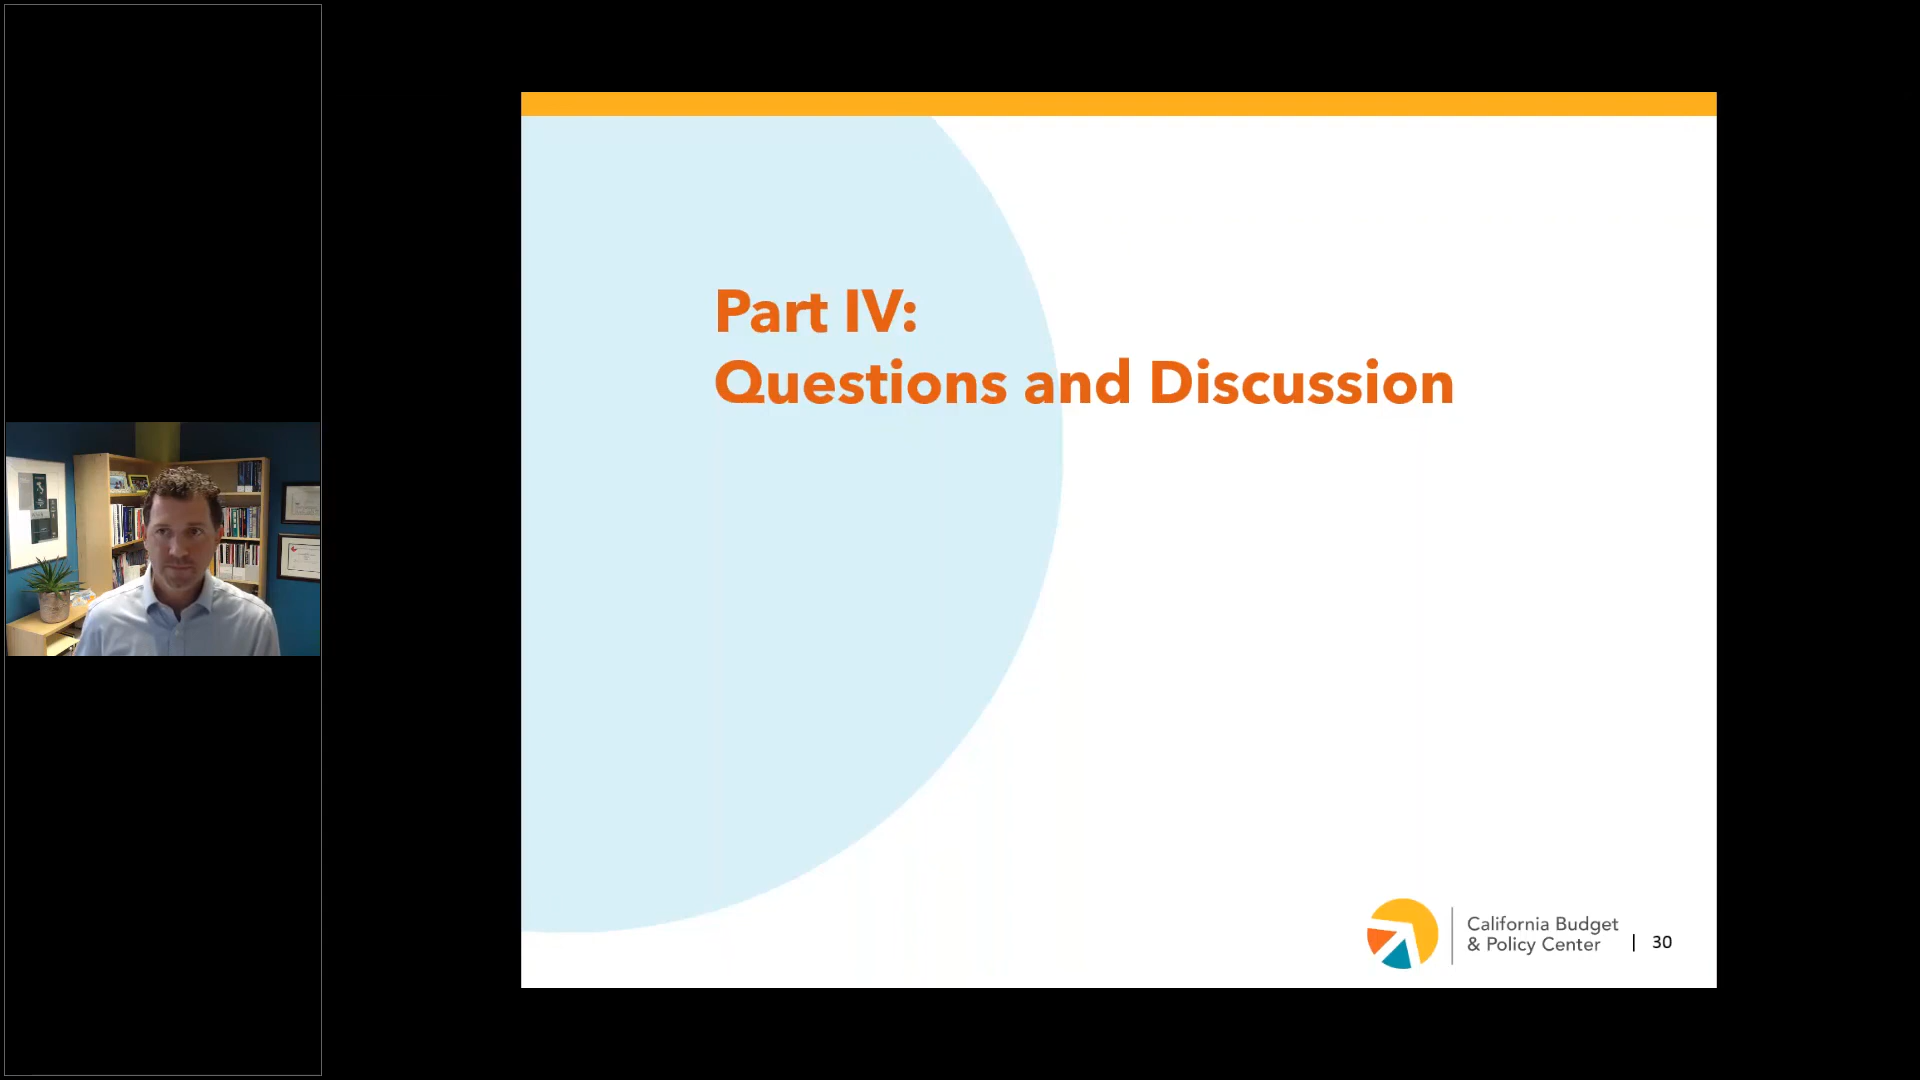 Part IV:
Questions and Discussion
California Budget
& Policy Center
| 30